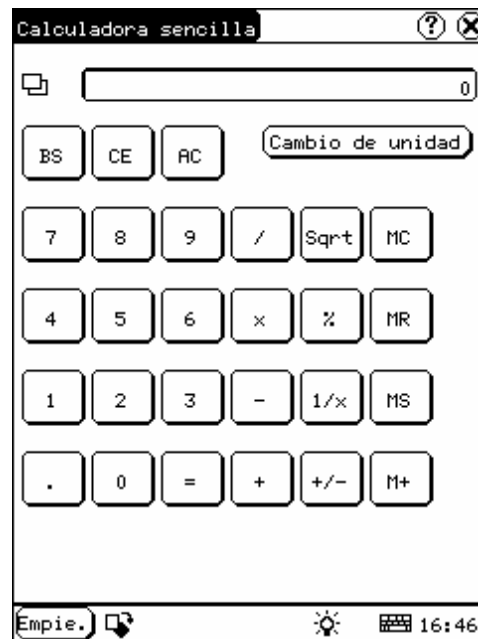 Calculadora sencilla ?
0
BS CE AC Cambio de unidad
7 8 9 / Sqrt MC
4 5 6 x % MR
1 2 3 - 1/x MS
. 0 = + +/- M+
Empie. 16:46